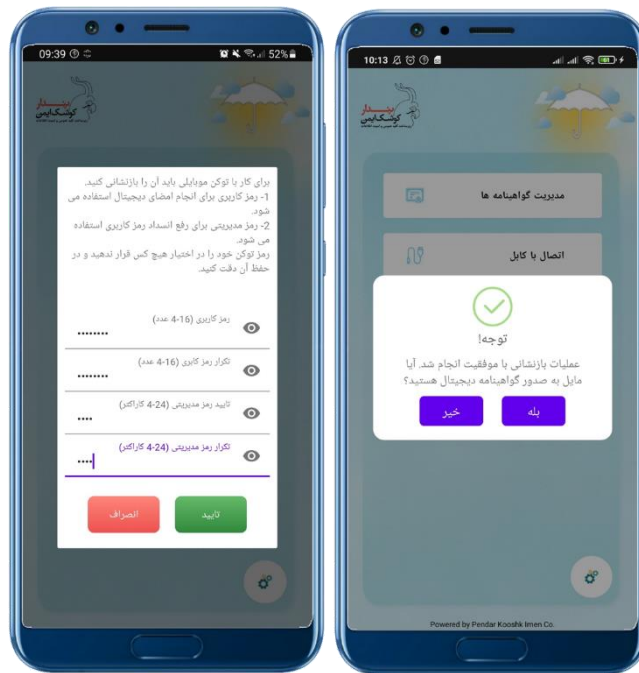 09:39
52%
پندار
کوشک ایمن
برای کار با توکن موبایلی باید آن را بازنشانی کنید.
1- رمز کاربری برای انجام امضای دیجیتال استفاده می
شود.
2- رمز مدیریتی برای رفع انسداد رمز کاربری استفاده
می شود.
رمز توکن خود را در اختیار هیچ کس قرار ندهید و در
حفظ آن دقت کنید.
رمز کاربری (16-4 عدد)
........
تکرار رمز کابری (16-4 عدد)
........
تایید رمز مدیریتی (24-4 کاراکتر)
....
تکرار رمز مدیریتی (24-4 کاراکتر)
....
تایید
انصراف
10:13
پندار
کوشک ایمن
مدیریت گواهینامه ها
اتصال با کابل
توجه!
عملیات بازنشانی با موفقیت انجام شد. آیا
مایل به صدور گواهینامه دیجیتال هستید؟
بله
خیر
Powered by Pendar Kooshk Imen Co.